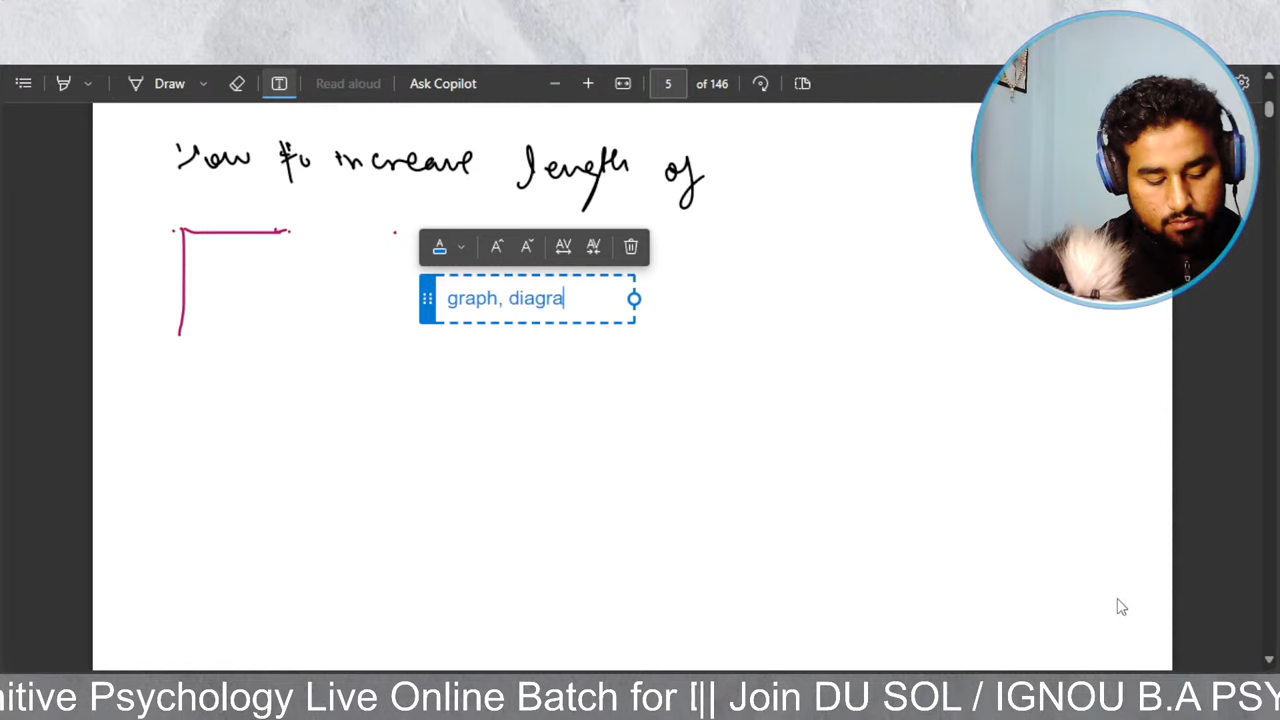 Read aloud
Draw
Ask Copilot
5 of 146
How to increase length of
graph, diagra
nitive Psychology Live Online Batch for [|| Join DU SOL / IGNOU B.A PSY